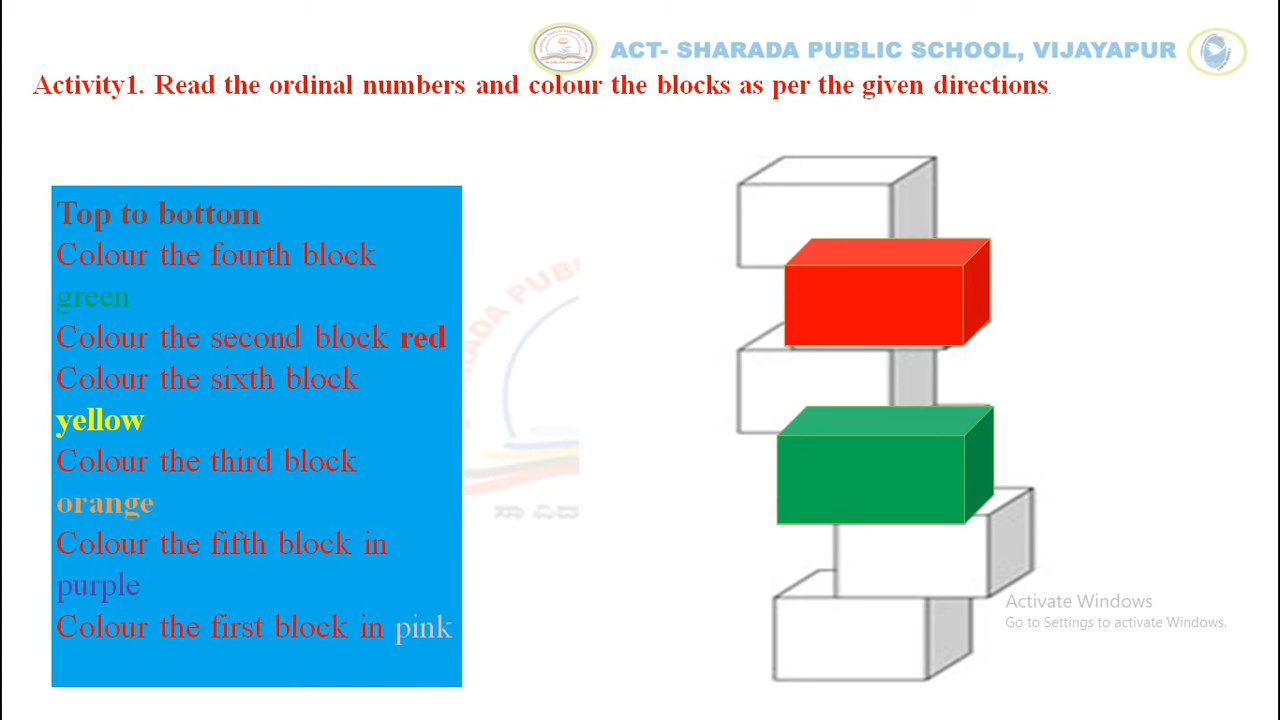 ACT- SHARADA PUBLIC SCHOOL, VIJAYAPUR
Activity1. Read the ordinal numbers and colour the blocks as per the given directions.
Top to bottom
Colour the fourth block
green
Colour the second block red
Colour the sixth block
yellow
Colour the third block
orange
Colour the fifth block in
purple
Colour the first block in pink
Activate Windows
Go to Settings to activate Windows.